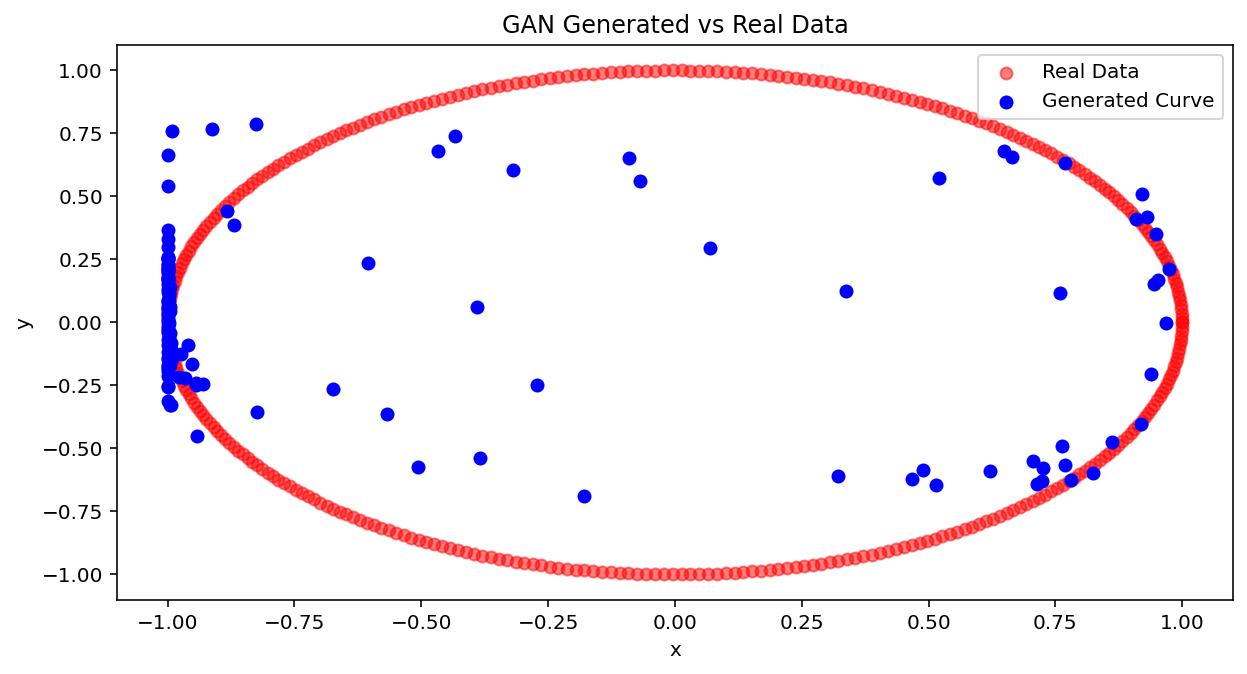 GAN Generated vs Real Data
Real Data
Generated Curve
1.00
0.75
0.50
0.25
0.00
−0.25
−0.50
−0.75
−1.00
y
−1.00 −0.75 −0.50 −0.25 0.00 0.25 0.50 0.75 1.00
x